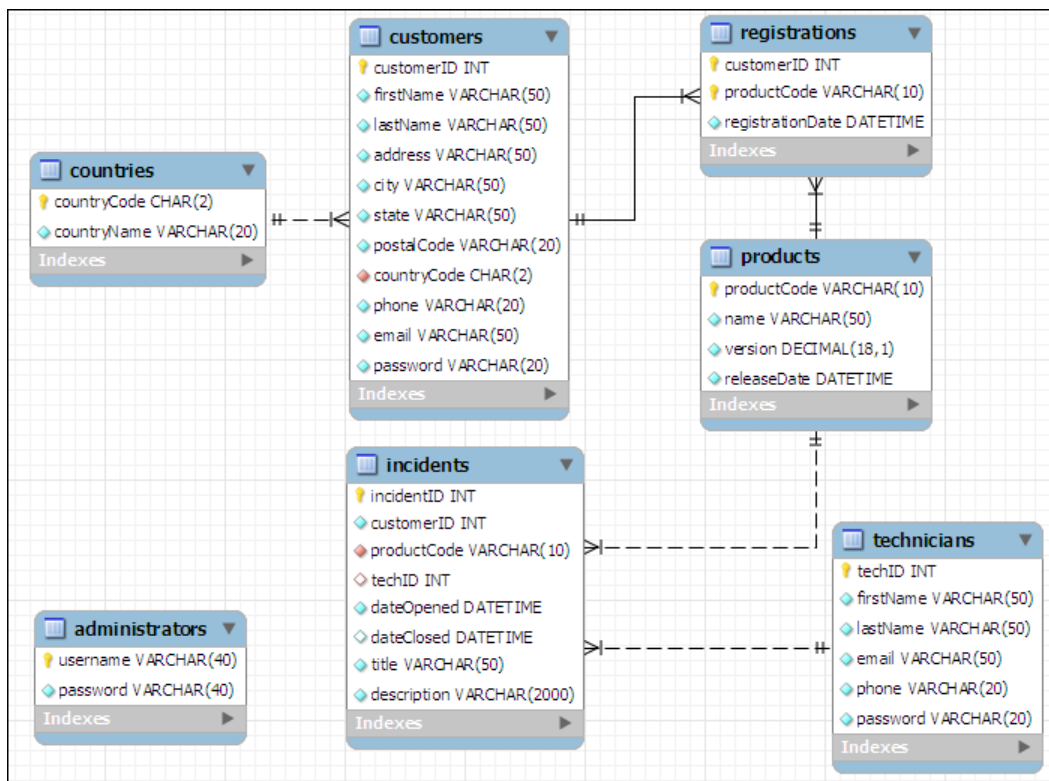 countries
countryCode CHAR(2)
countryName VARCHAR(20)
Indexes
customers
customerID INT
firstName VARCHAR(50)
lastName VARCHAR(50)
address VARCHAR(50)
city VARCHAR(50)
state VARCHAR(50)
postalCode VARCHAR(20)
countryCode CHAR(2)
phone VARCHAR(20)
email VARCHAR(50)
password VARCHAR(20)
Indexes
registrations
customerID INT
productCode VARCHAR(10)
registrationDate DATETIME
Indexes
products
productCode VARCHAR(10)
name VARCHAR(50)
version DECIMAL(18,1)
releaseDate DATETIME
Indexes
incidents
incidentID INT
customerID INT
productCode VARCHAR(10)
techID INT
dateOpened DATETIME
dateClosed DATETIME
title VARCHAR(50)
description VARCHAR(2000)
Indexes
technicians
techID INT
firstName VARCHAR(50)
lastName VARCHAR(50)
email VARCHAR(50)
phone VARCHAR(20)
password VARCHAR(20)
Indexes
administrators
username VARCHAR(40)
password VARCHAR(40)
Indexes